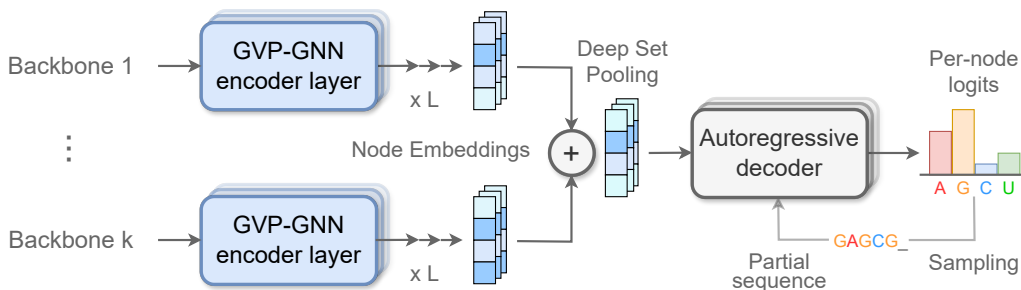 Backbone 1
GVP-GNN
encoder layer
x L
Deep Set
Pooling
Per-node
logits
⋮
Node Embeddings
+
Autoregressive
decoder
A G C U
Backbone k
GVP-GNN
encoder layer
x L
GAGCG_
Partial
sequence
Sampling